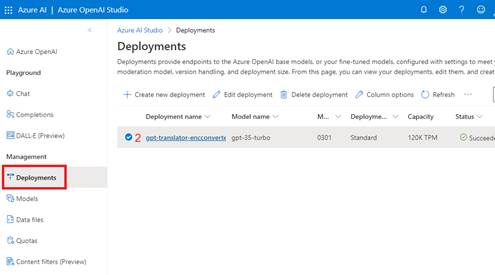 Azure AI | Azure OpenAI Studio
Azure AI Studio > Deployments
Azure OpenAI
Deployments
Playground
Deployments provide endpoints to the Azure OpenAI base models, or your fine-tuned models, configured with settings to meet
moderation model, version handling, and deployment size. From this page, you can view your deployments, edit them, and create
Chat
Completions
DALL-E (Preview)
Management
Deployments
Models
Data files
Quotas
Content filters (Preview)
+ Create new deployment Edit deployment Delete deployment Column options Refresh ...
Deployment name Model name M... Deployme... Capacity Status
2 gpt-translator-encconverte gpt-35-turbo 0301 Standard 120K TPM Succeede